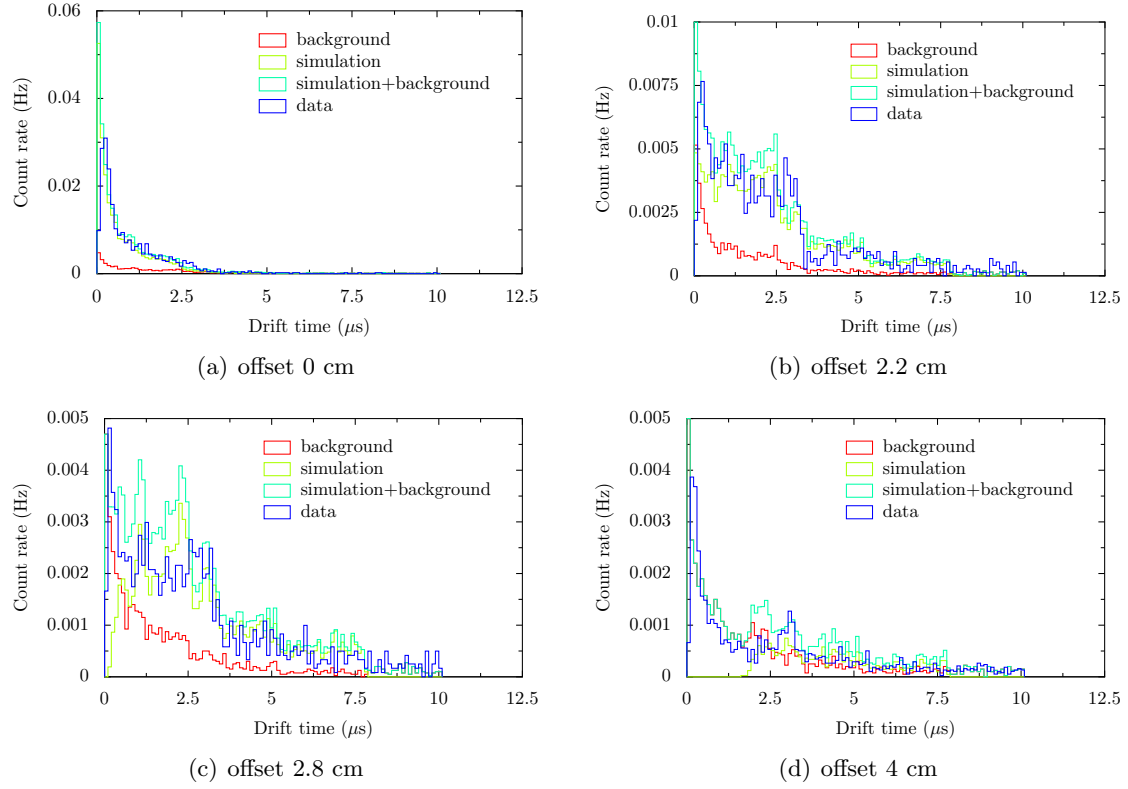 0.06
0.04
0.02
0
Count rate (Hz)
background
simulation
simulation+background
data
0 2.5 5 7.5 10 12.5
Drift time (μs)
(a) offset 0 cm
0.01
0.0075
0.005
0.0025
0
Count rate (Hz)
background
simulation
simulation+background
data
0 2.5 5 7.5 10 12.5
Drift time (μs)
(b) offset 2.2 cm
0.005
0.004
0.003
0.002
0.001
0
Count rate (Hz)
background
simulation
simulation+background
data
0 2.5 5 7.5 10 12.5
Drift time (μs)
(c) offset 2.8 cm
0.005
0.004
0.003
0.002
0.001
0
Count rate (Hz)
background
simulation
simulation+background
data
0 2.5 5 7.5 10 12.5
Drift time (μs)
(d) offset 4 cm